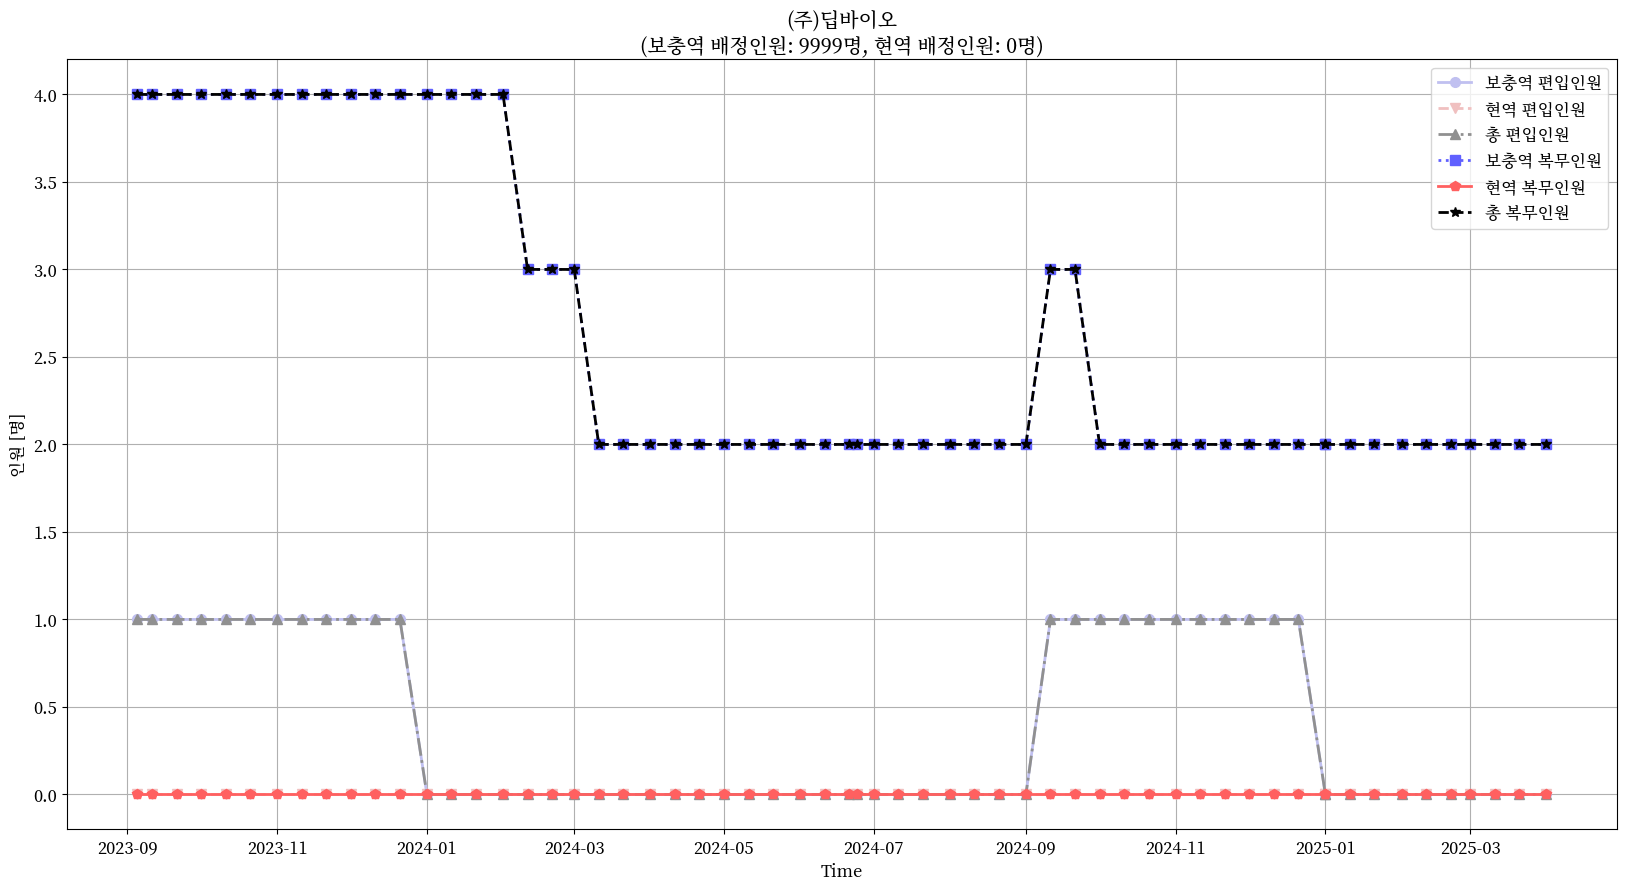 (주)딥바이오
(보충역 배정인원: 9999명, 현역 배정인원: 0명)
보충역 편입인원
현역 편입인원
총 편입인원
보충역 복무인원
현역 복무인원
총 복무인원
인원 [명]
4.0
3.5
3.0
2.5
2.0
1.5
1.0
0.5
0.0
2023-09 2023-11 2024-01 2024-03 2024-05 2024-07 2024-09 2024-11 2025-01 2025-03
Time